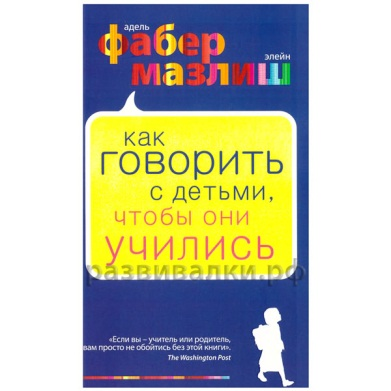 адель
фабер
элейн
мазлиш
как
говорить
с детьми,
чтобы они
учились
развивалки.рф
«Если вы – учитель или родитель,
вам просто не обойтись без этой книги».
The Washington Post